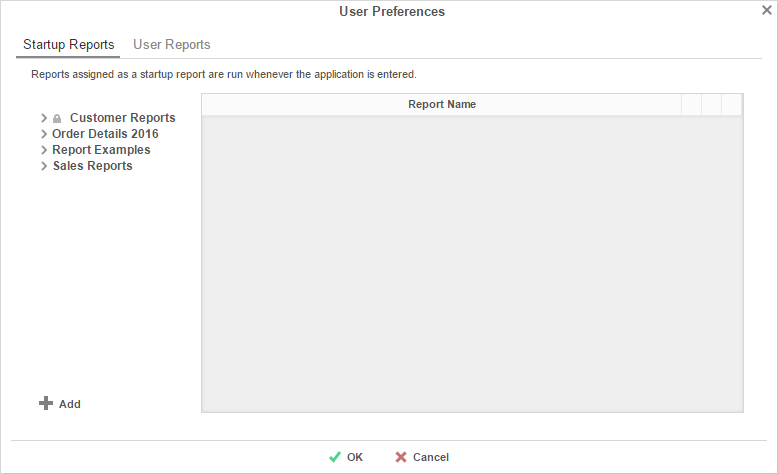 User Preferences
Startup Reports User Reports
Reports assigned as a startup report are run whenever the application is entered.
Report Name
Customer Reports
Order Details 2016
Report Examples
Sales Reports
Add
OK Cancel